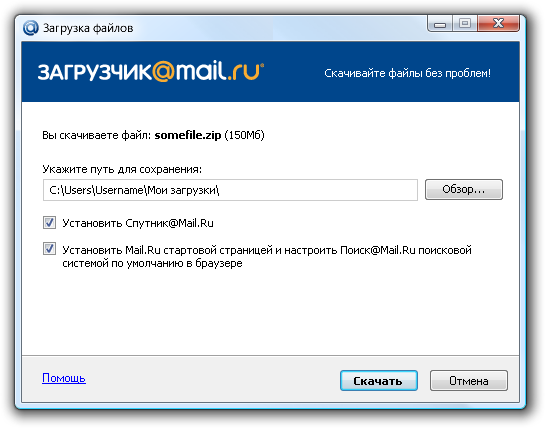 Загрузка файлов
ЗАГРУЗЧИК@mail.ru®
Скачивайте файлы без проблем!
Вы скачиваете файл: somefile.zip (150Мб)
Укажите путь для сохранения:
C:\Users\Username\Мои загрузки\
Обзор...
Установить Спутник@Mail.Ru
Установить Mail.Ru стартовой страницей и настроить Поиск@Mail.Ru поисковой
системой по умолчанию в браузере
Помощь
Скачать
Отмена